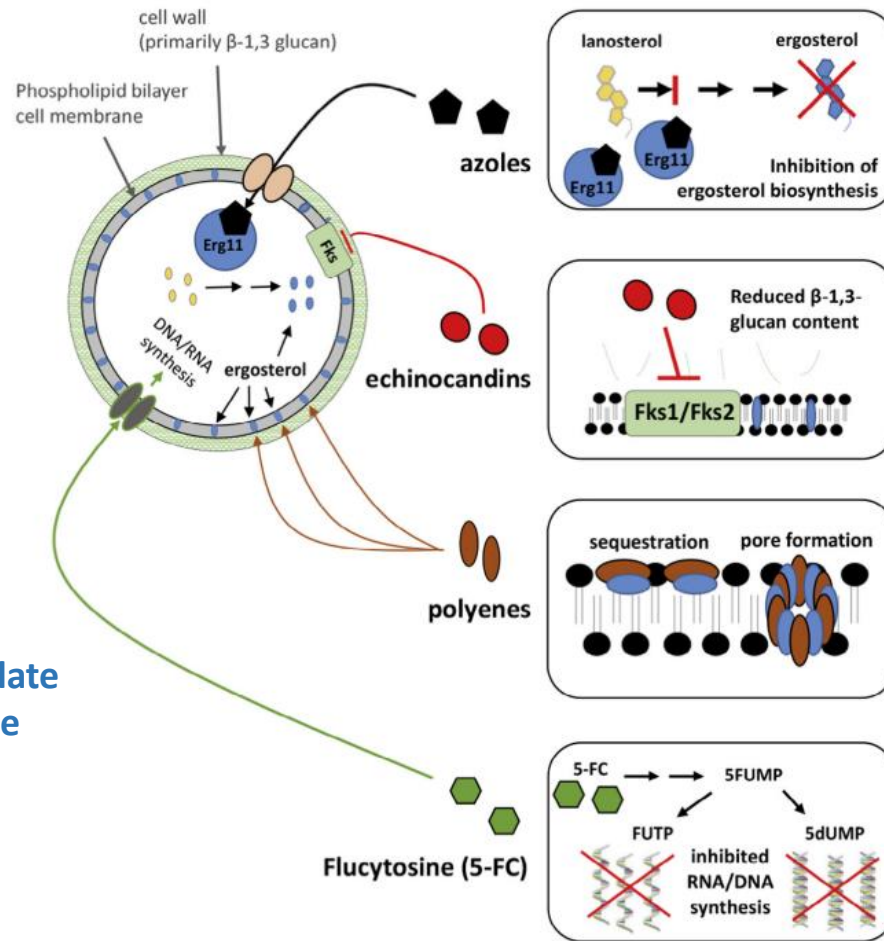 cell wall
(primarily β-1,3 glucan)
Phospholipid bilayer
cell membrane
azoles
Erg11
Fks
DNA/RNA
synthesis
ergosterol
echinocandins
polyenes
late
e
Flucytosine (5-FC)
lanosterol
ergosterol
Erg11
Erg11
Inhibition of
ergosterol biosynthesis
Reduced β-1,3-
glucan content
Fks1/Fks2
sequestration
pore formation
5-FC
5FUMP
FUTP
5dUMP
inhibited
RNA/DNA
synthesis